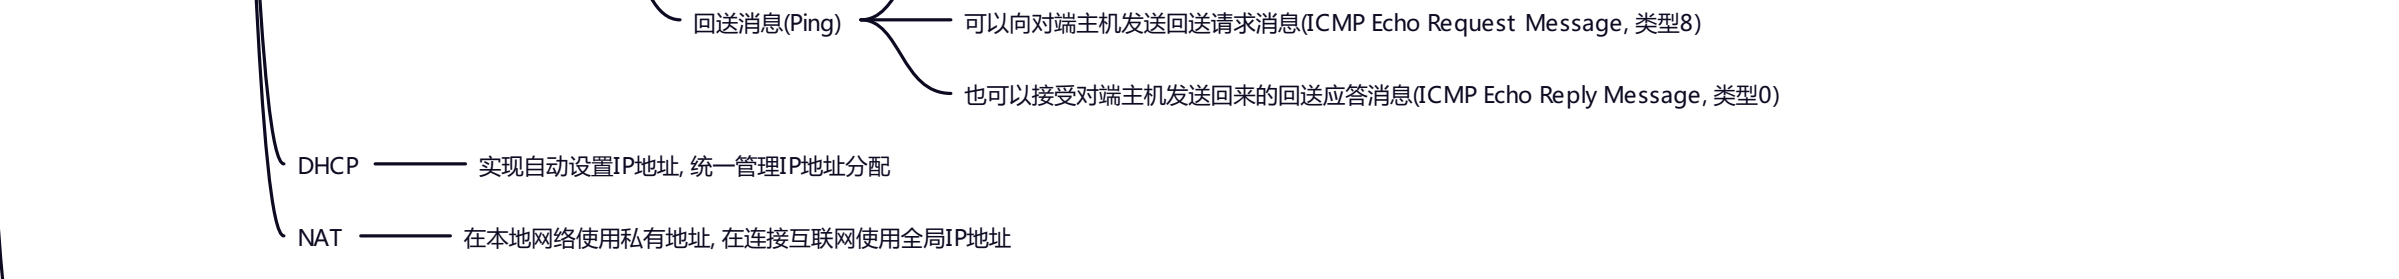 回送消息(Ping)
可以向对端主机发送回送请求消息(ICMP Echo Request Message, 类型8)
也可以接受对端主机发送回来的回送应答消息(ICMP Echo Reply Message, 类型0)
DHCP
实现自动设置IP地址, 统一管理IP地址分配
NAT
在本地网络使用私有地址, 在连接互联网使用全局IP地址